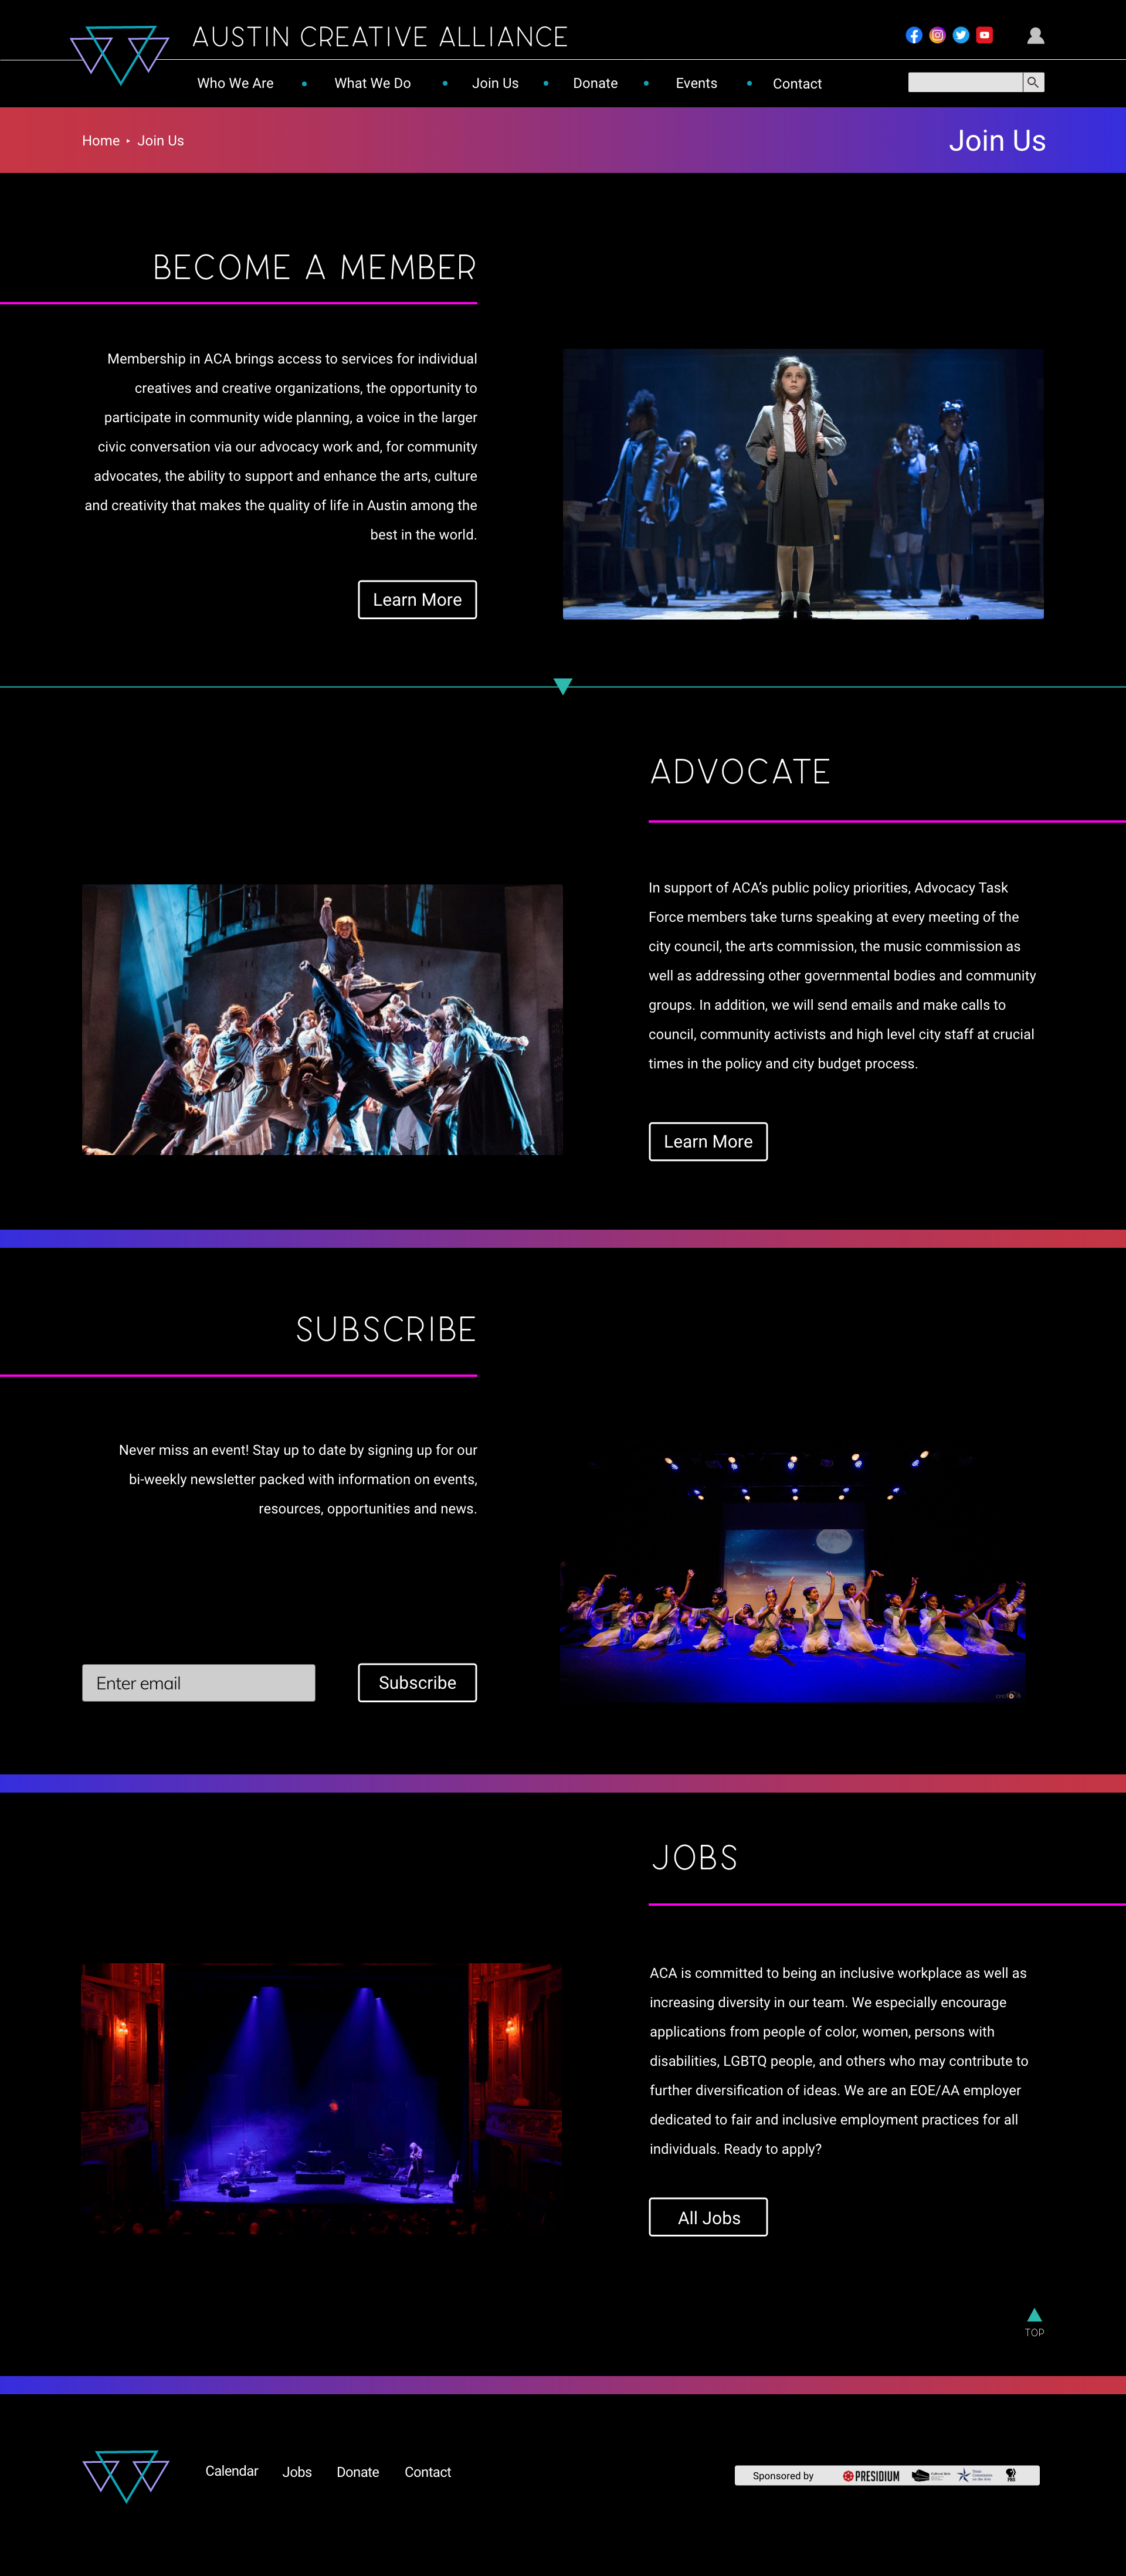 AUSTIN CREATIVE ALLIANCE
Who We Are
What We Do
Join Us
Donate
Events
Contact
Home
Join Us
Join Us
BECOME A MEMBER
Membership in ACA brings access to services for individual
creatives and creative organizations, the opportunity to
participate in community wide planning, a voice in the larger
civic conversation via our advocacy work and, for community
advocates, the ability to support and enhance the arts, culture
and creativity that makes the quality of life in Austin among the
best in the world.
Learn More
ADVOCATE
In support of ACA’s public policy priorities, Advocacy Task
Force members take turns speaking at every meeting of the
city council, the arts commission, the music commission as
well as addressing other governmental bodies and community
groups. In addition, we will send emails and make calls to
council, community activists and high level city staff at crucial
times in the policy and city budget process.
Learn More
SUBSCRIBE
Never miss an event! Stay up to date by signing up for our
bi-weekly newsletter packed with information on events,
resources, opportunities and news.
Enter email
Subscribe
JOBS
ACA is committed to being an inclusive workplace as well as
increasing diversity in our team. We especially encourage
applications from people of color, women, persons with
disabilities, LGBTQ people, and others who may contribute to
further diversification of ideas. We are an EOE/AA employer
dedicated to fair and inclusive employment practices for all
individuals. Ready to apply?
All Jobs
TOP
Calendar
Jobs
Donate
Contact
Sponsored by
PRESIDIUM
PBS